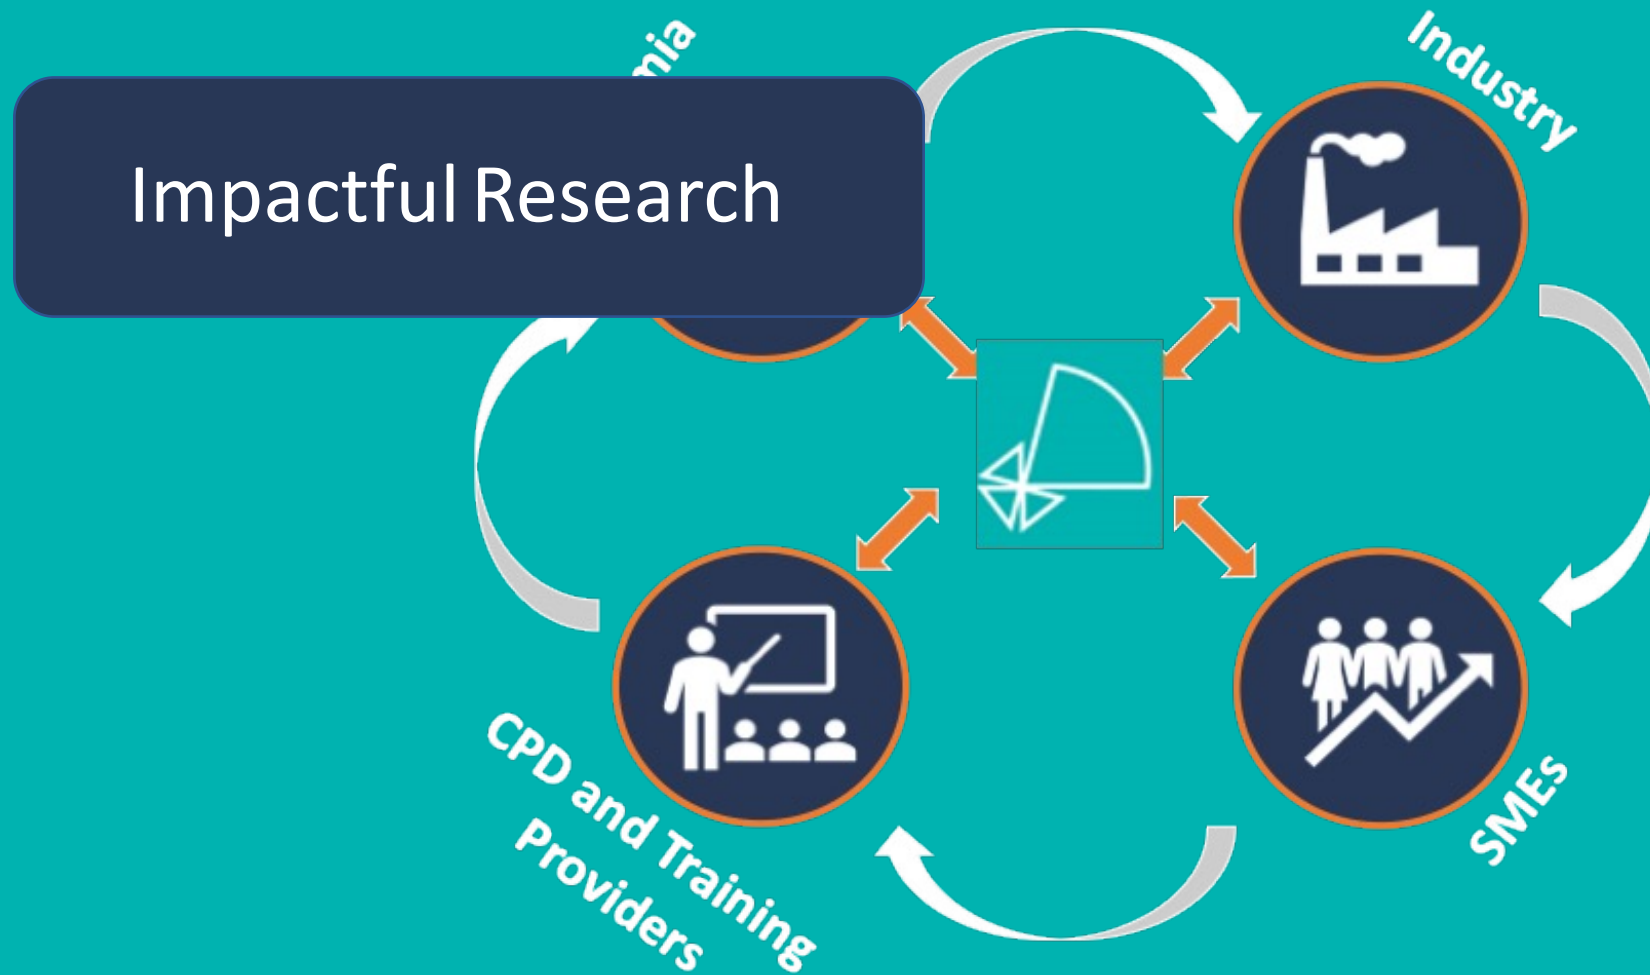 Industry
Impactful Research
CPD and Training
Providers
SMEs